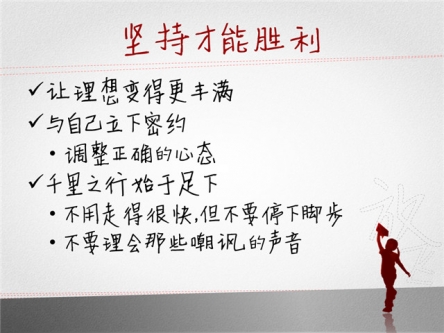 坚持才能胜利
✓让理想变得更丰满
✓与自己立下密约
•调整正确的心态
✓千里之行始于足下
•不用走得很快,但不要停下脚步
•不要理会那些嘲讽的声音